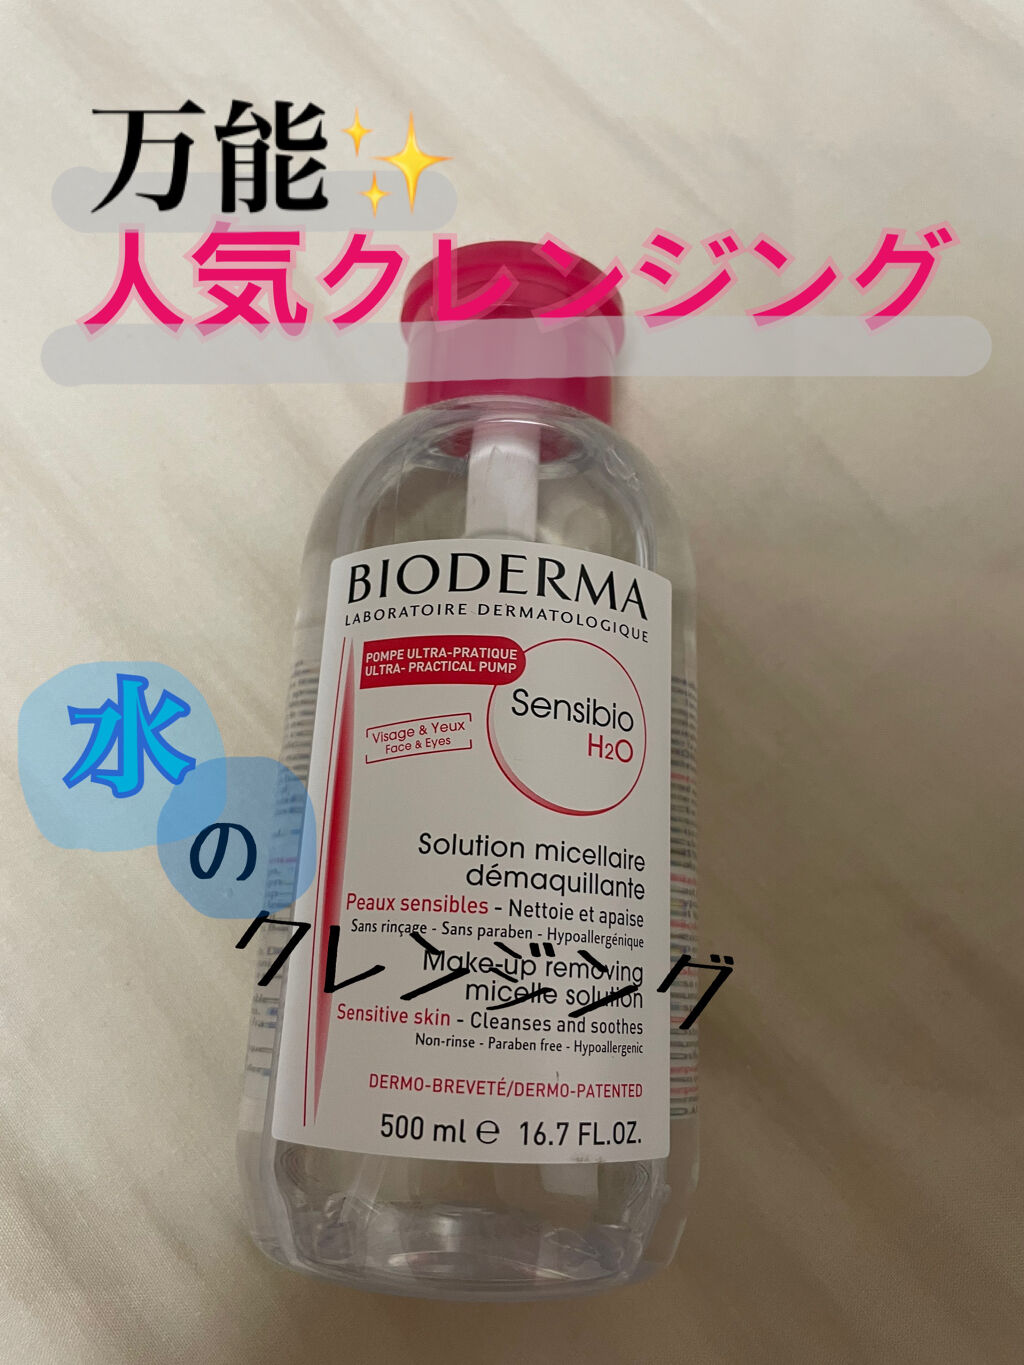 万能✨
人気クレンジング
BIODERMA
LABORATOIRE DERMATOLOGIQUE
POMPE ULTRA-PRATIQUE
ULTRA- PRACTICAL PUMP
Sensibio
H2O
Visage & Yeux
Face & Eyes
水
の
クレンジング
Solution micellaire
démaquillante
Peaux sensibles - Nettoie et apaise
Sans rinçage - Sans paraben - Hypoallergénique
Make-up removing
micelle solution
Sensitive skin - Cleanses and soothes
Non-rinse - Paraben free - Hypoallergenic
DERMO-BREVETÉ/DERMO-PATENTED
500 ml ℮ 16.7 FL.OZ.